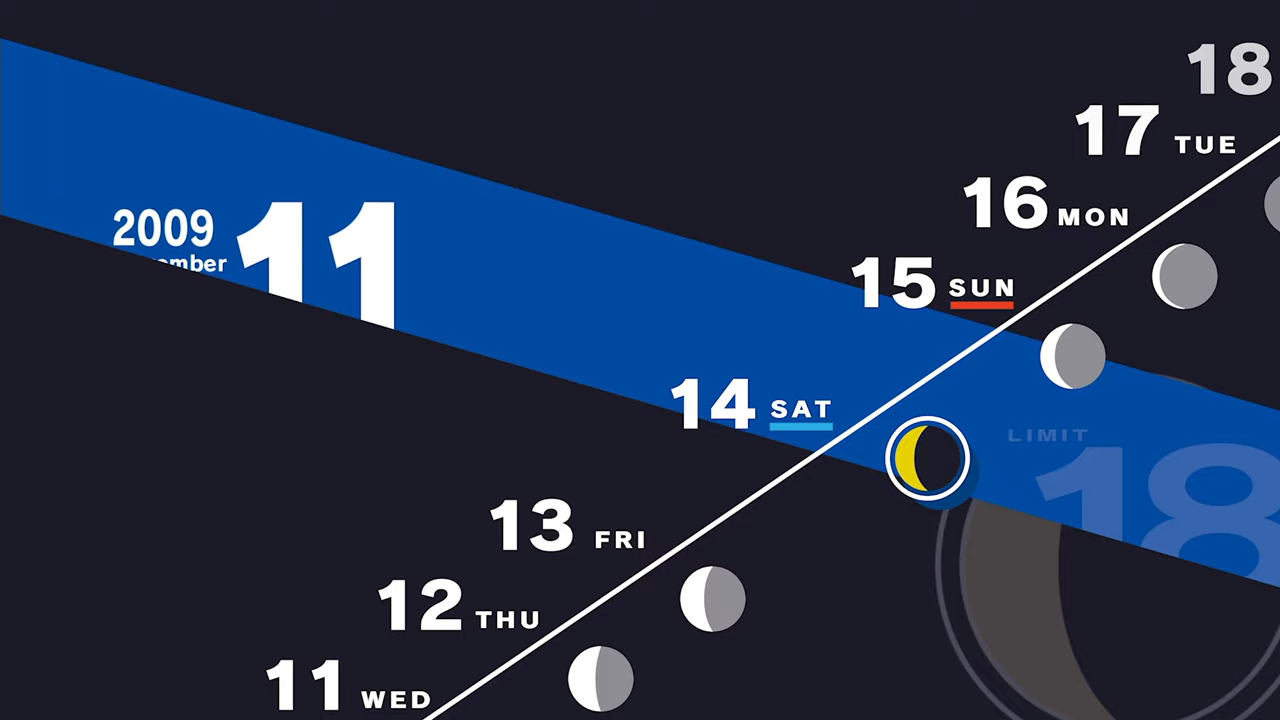 18
17 TUE
16 MON
2009
11
15 SUN
14 SAT
LIMIT
18
13 FRI
12 THU
11 WED